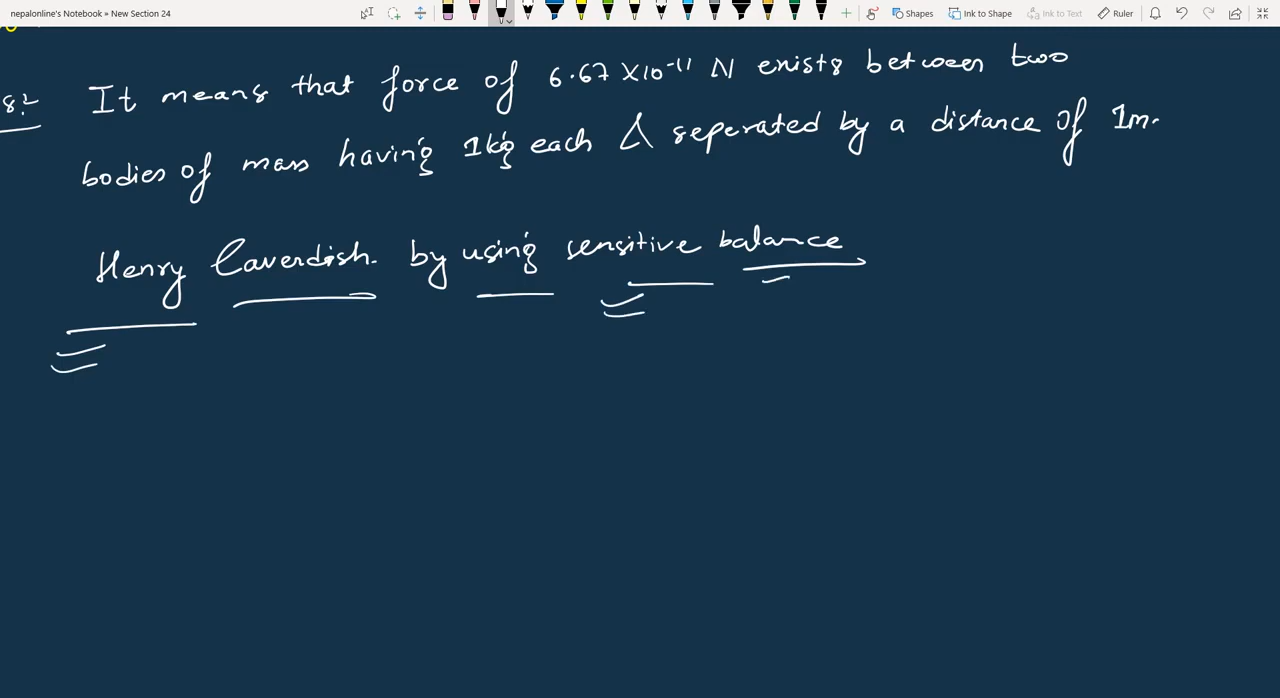 nepalonline's Notebook » New Section 24
Shapes Ink to Shape Ink to Text Ruler
It means that force of 6.67 X10-11 N exists between two
bodies of mass having 1kg each & seperated by a distance of 1m.
Henry Cavendish. by using sensitive balance